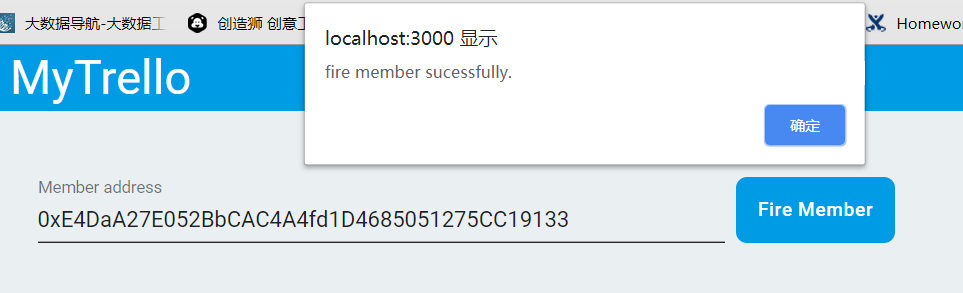 大数据导航-大数据工
创造狮 创意工
Homewor
localhost:3000 显示
fire member sucessfully.
确定
MyTrello
Member address
0xE4DaA27E052BbCAC4A4fd1D4685051275CC19133
Fire Member